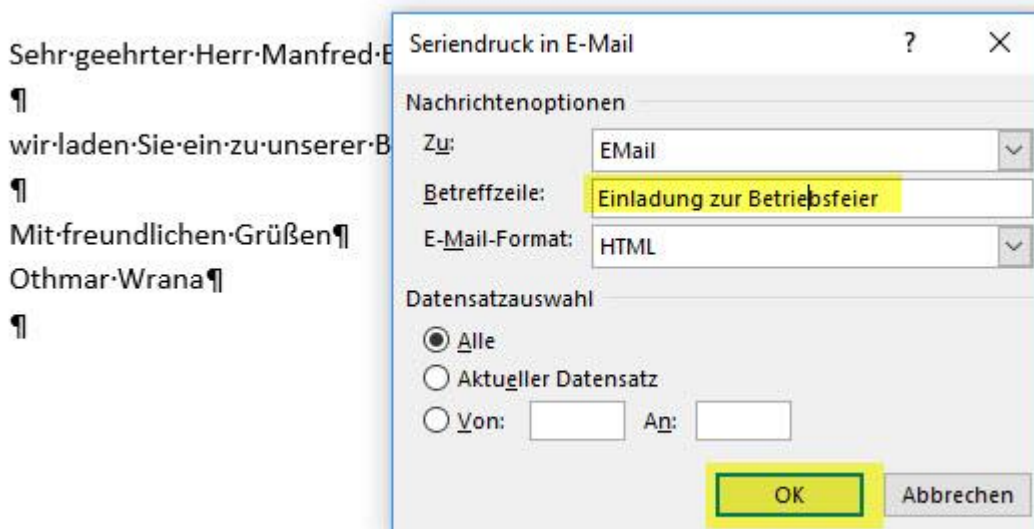 Sehr·geehrter·Herr·Manfred·
¶
wir·laden·Sie·ein·zu·unserer·
¶
Mit·freundlichen·Grüßen¶
Othmar·Wrana¶
¶
Seriendruck in E-Mail ? ×
Nachrichtenoptionen
Zu: EMail
Betreffzeile: Einladung zur Betriebsfeier
E-Mail-Format: HTML
Datensatzauswahl
Alle
Aktueller Datensatz
Von: An:
OK Abbrechen